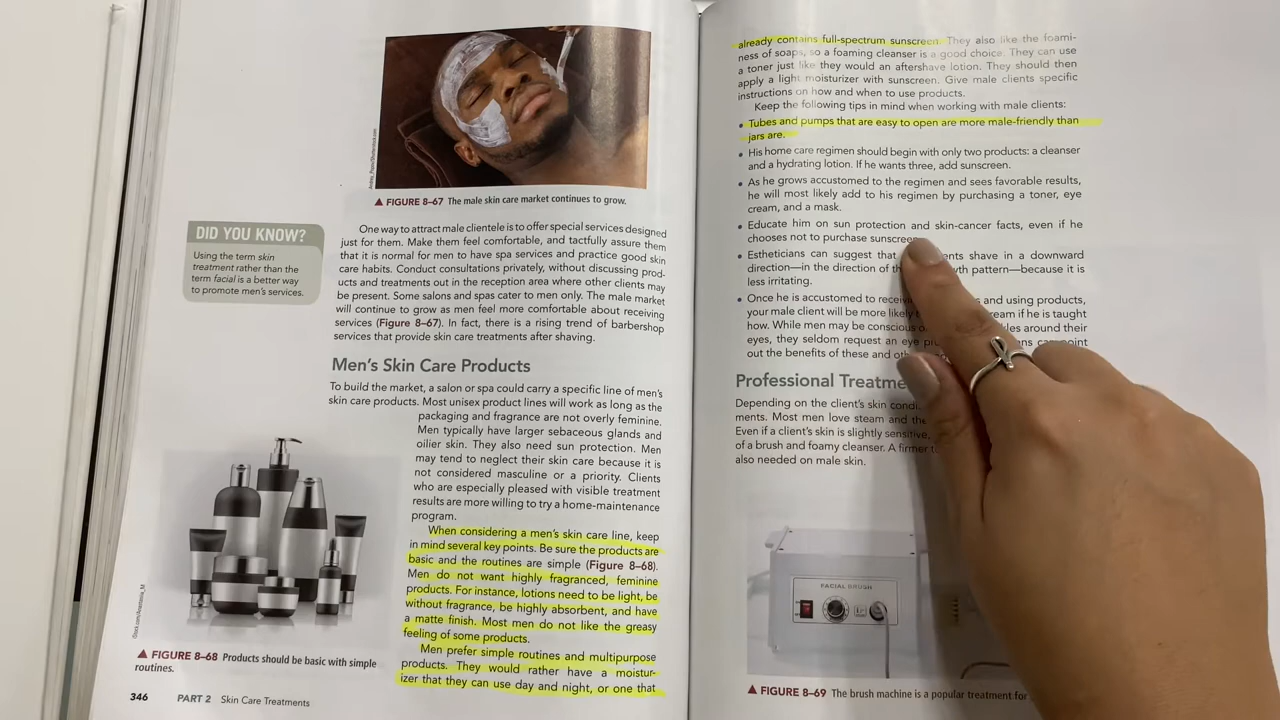 ▲ FIGURE 8–67 The male skin care market continues to grow.
DID YOU KNOW?
Using the term skin
treatment rather than the
term facial is a better way
to promote men's services.
One way to attract male clientele is to offer special services designed
just for them. Make them feel comfortable, and tactfully assure them
that it is normal for men to have spa services and practice good skin
care habits. Conduct consultations privately, without discussing prod-
ucts and treatments out in the reception area where other clients may
be present. Some salons and spas cater to men only. The male market
will continue to grow as men feel more comfortable about receiving
services (Figure 8–67). In fact, there is a rising trend of barbershop
services that provide skin care treatments after shaving.
Men's Skin Care Products
To build the market, a salon or spa could carry a specific line of men's
skin care products. Most unisex product lines will work as long as the
packaging and fragrance are not overly feminine.
Men typically have larger sebaceous glands and
oilier skin. They also need sun protection. Men
may tend to neglect their skin care because it is
not considered masculine or a priority. Clients
who are especially pleased with visible treatment
results are more willing to try a home-maintenance
program.
When considering a men's skin care line, keep
in mind several key points. Be sure the products are
basic and the routines are simple (Figure 8–68).
Men do not want highly fragranced, feminine
products. For instance, lotions need to be light, be
without fragrance, be highly absorbent, and have
a matte finish. Most men do not like the greasy
feeling of some products.
Men prefer simple routines and multipurpose
products. They would rather have a moistur-
izer that they can use day and night, or one that
▲ FIGURE 8–68 Products should be basic with simple
routines.
346 PART 2 Skin Care Treatments
already contains full-spectrum sunscreen. They also like the foami-
ness of soaps, so a foaming cleanser is a good choice. They can use
a toner just like they would an aftershave lotion. They should then
apply a light moisturizer with sunscreen. Give male clients specific
instructions on how and when to use products.
Keep the following tips in mind when working with male clients:
• Tubes and pumps that are easy to open are more male-friendly than
jars are.
• His home care regimen should begin with only two products: a cleanser
and a hydrating lotion. If he wants three, add sunscreen.
• As he grows accustomed to the regimen and sees favorable results,
he will most likely add to his regimen by purchasing a toner, eye
cream, and a mask.
• Educate him on sun protection and skin-cancer facts, even if he
chooses not to purchase sunscreen
• Estheticians can suggest that shave in a downward
direction—in the direction of pattern—because it is
less irritating.
• Once he is accustomed to and using products,
your male client will be more likely if he is taught
how. While men may be conscious around their
eyes, they seldom request an eye
out the benefits of these and
Professional
Depending on the client's skin
ments. Most men love steam and
Even if a client's skin is slightly sensitive,
of a brush and foamy cleanser. A firmer
also needed on male skin.
FACIAL BRUSH
▲ FIGURE 8–69 The brush machine is a popular treatment for